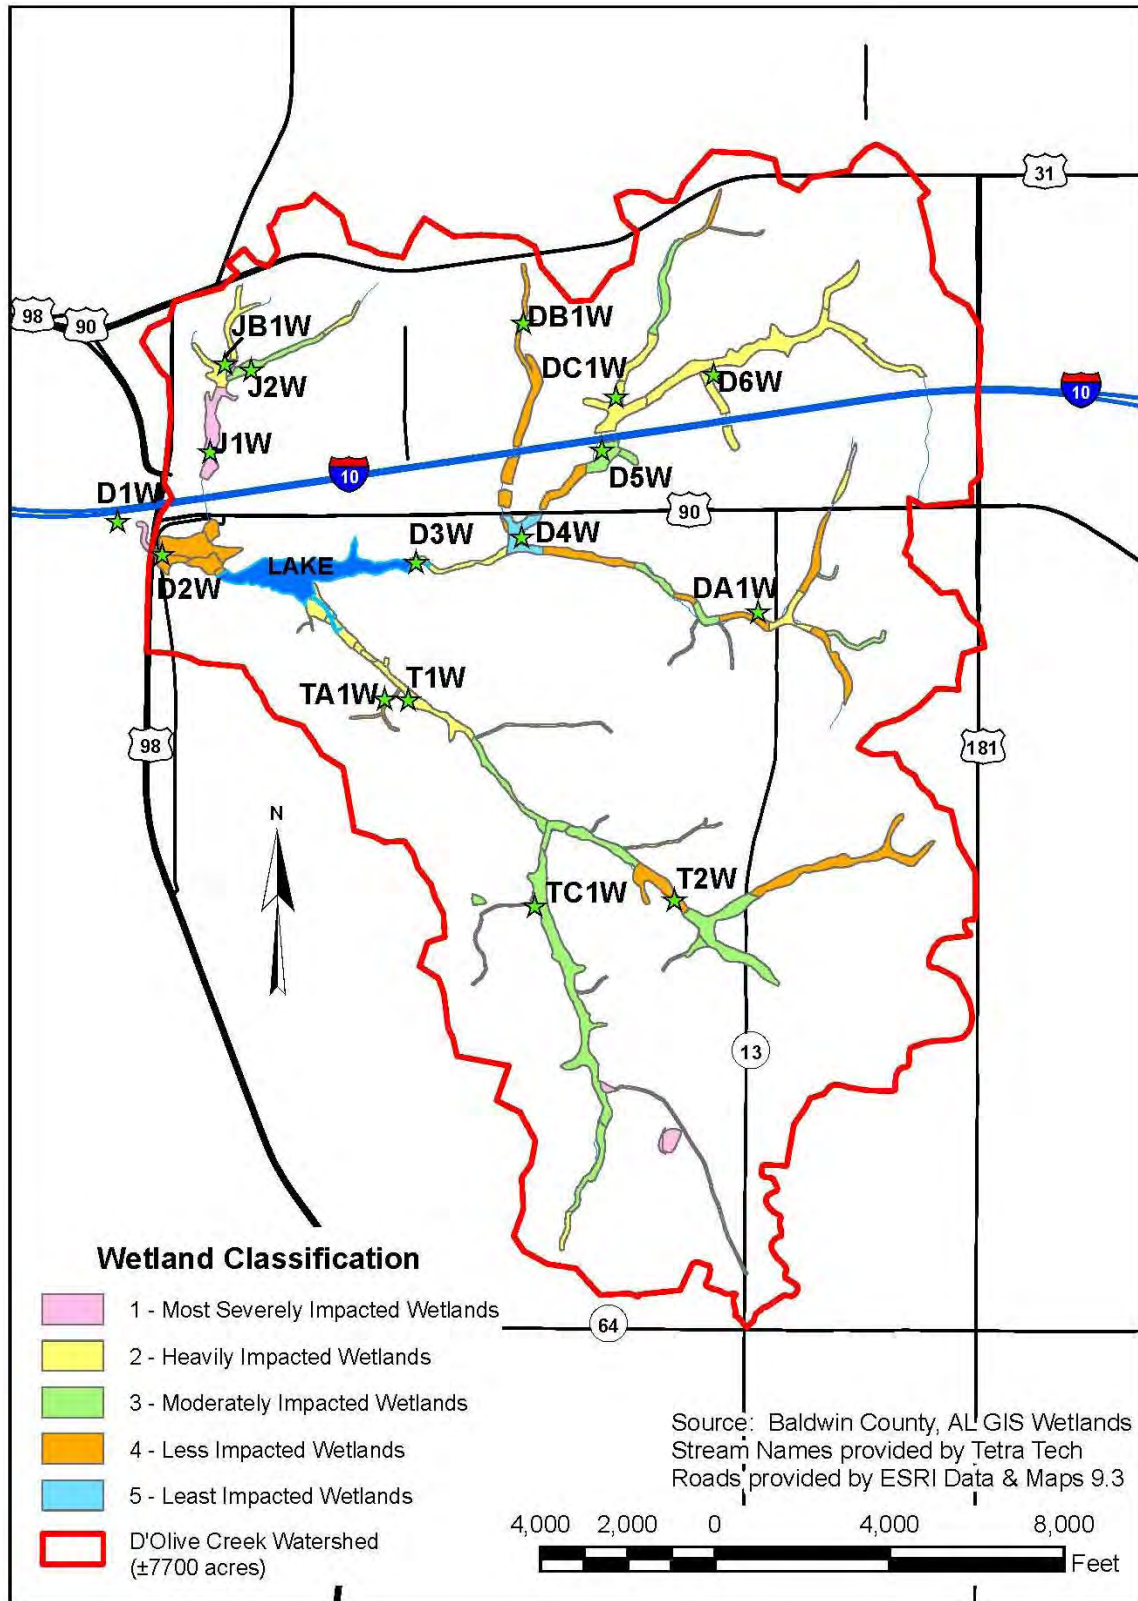 31
98
90
JB1W
DB1W
DC1W
J2W
D6W
10
J1W
D5W
10
D1W
90
D4W
D3W
LAKE
D2W
DA1W
T1W
TA1W
98
181
N
T2W
TC1W
13
Wetland Classification
1 - Most Severely Impacted Wetlands
2 - Heavily Impacted Wetlands
3 - Moderately Impacted Wetlands
4 - Less Impacted Wetlands
5 - Least Impacted Wetlands
D'Olive Creek Watershed
(±7700 acres)
64
Source: Baldwin County, AL GIS Wetlands
Stream Names provided by Tetra Tech
Roads provided by ESRI Data & Maps 9.3
4,000 2,000 0 4,000 8,000
Feet